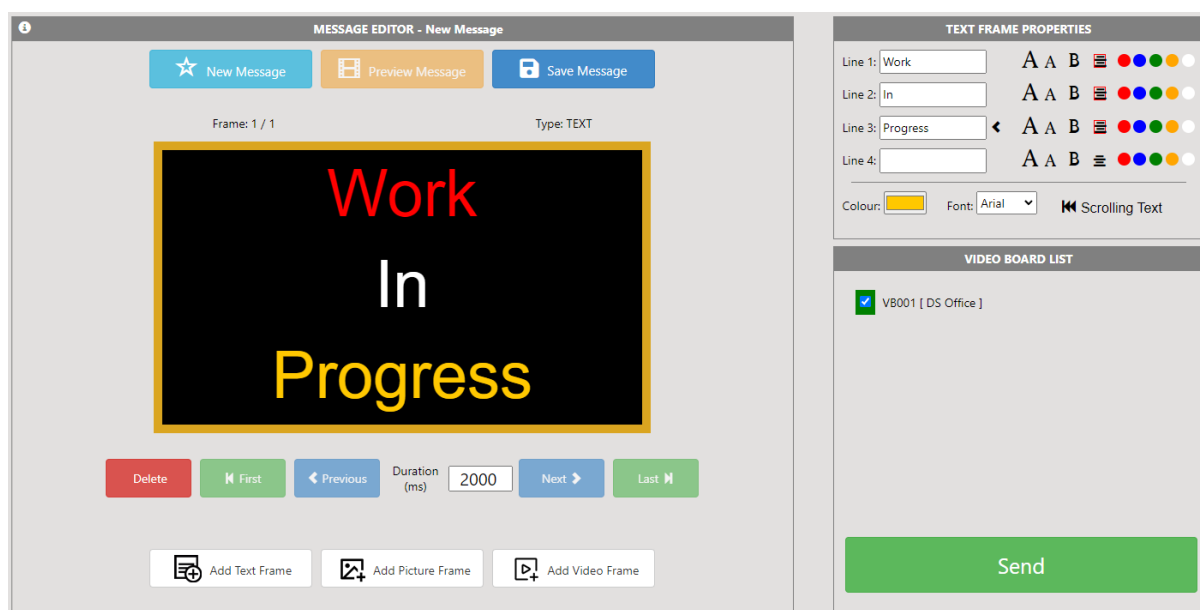 MESSAGE EDITOR - New Message
New Message
Preview Message
Save Message
Frame: 1 / 1
Type: TEXT
Work
In
Progress
Delete
First
Previous
Duration
(ms)
2000
Next
Last
Add Text Frame
Add Picture Frame
Add Video Frame
TEXT FRAME PROPERTIES
Line 1: Work A A B
Line 2: In A A B
Line 3: Progress A A B
Line 4: A A B
Colour: Font: Arial Scrolling Text
VIDEO BOARD LIST
VB001 [ DS Office ]
Send